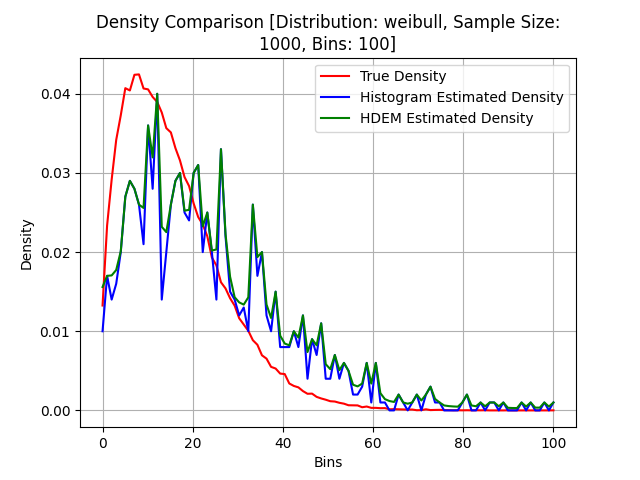 Density Comparison [Distribution: weibull, Sample Size:
1000, Bins: 100]
True Density
Histogram Estimated Density
HDEM Estimated Density
Density
0.04
0.03
0.02
0.01
0.00
0 20 40 60 80 100
Bins